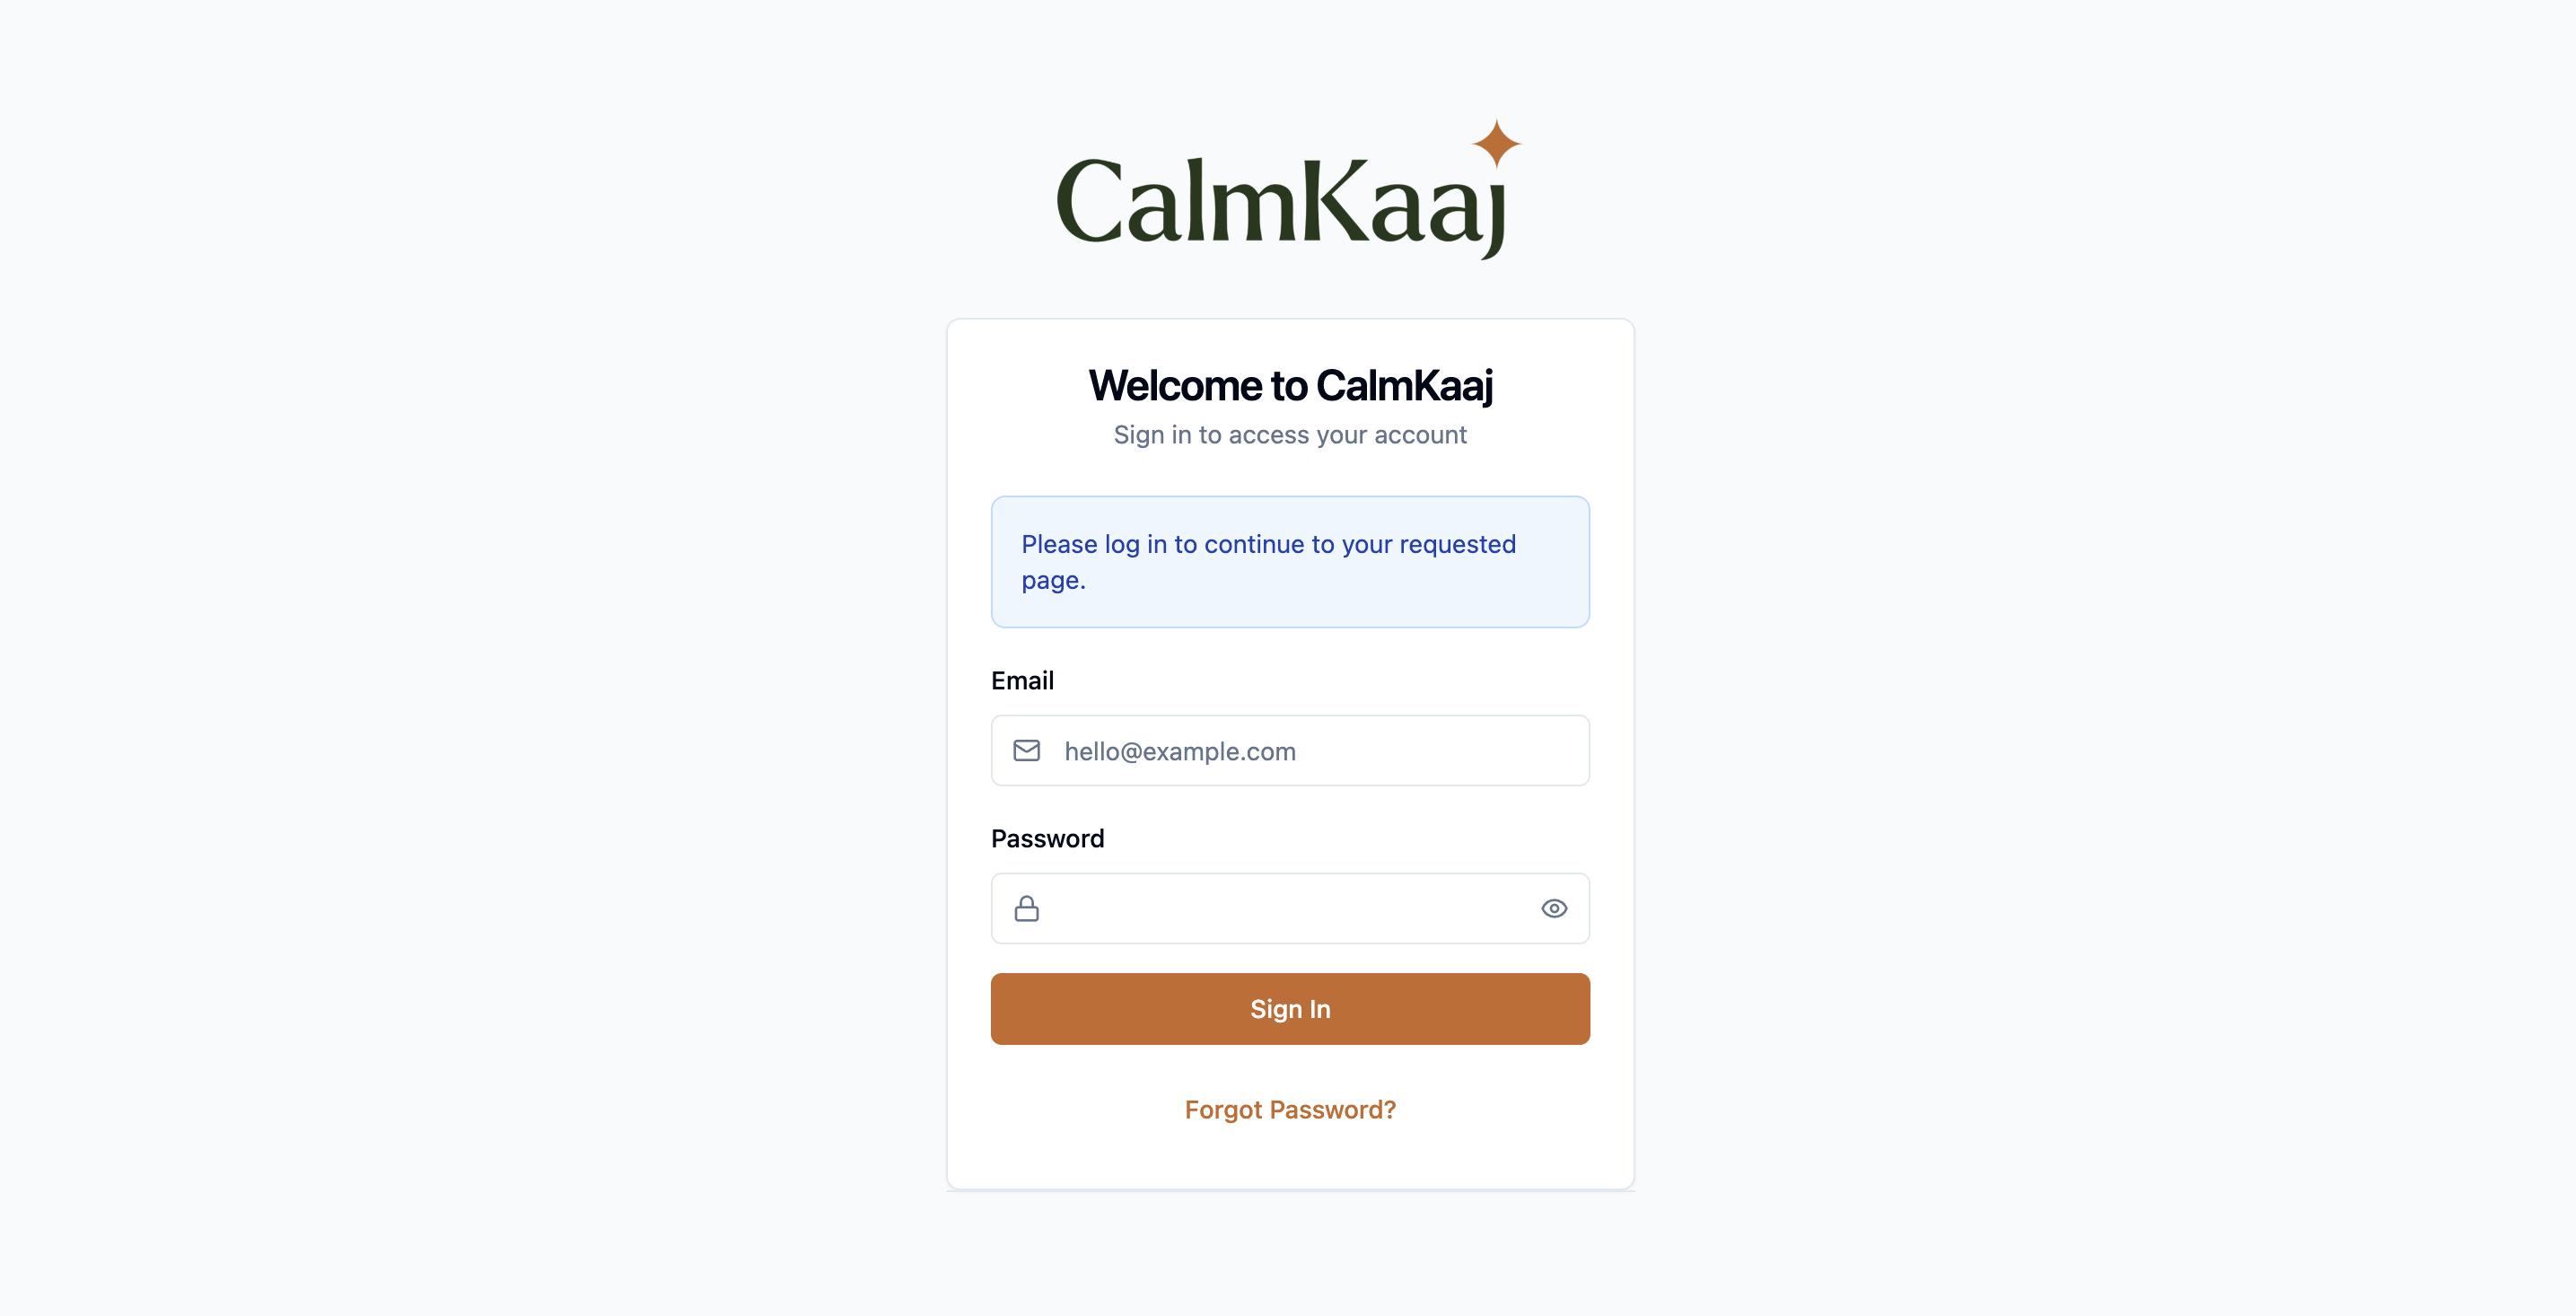 CalmKaaj
Welcome to CalmKaaj
Sign in to access your account
Please log in to continue to your requested
page.
Email
hello@example.com
Password
Sign In
Forgot Password?